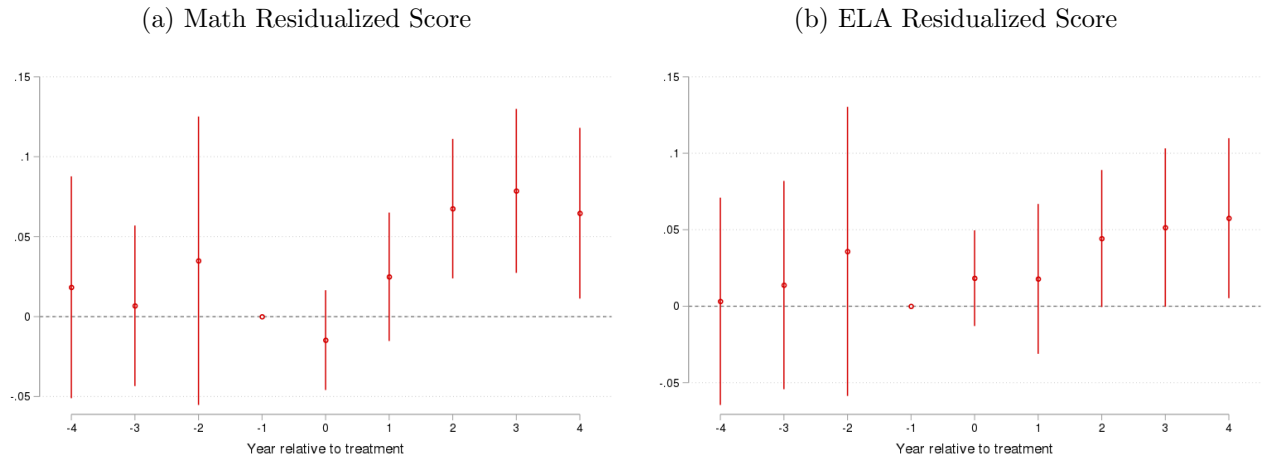 (a) Math Residualized Score
.15
.1
.05
0
-.05
-4 -3 -2 -1 0 1 2 3 4
Year relative to treatment
(b) ELA Residualized Score
.15
.1
.05
0
-.05
-4 -3 -2 -1 0 1 2 3 4
Year relative to treatment